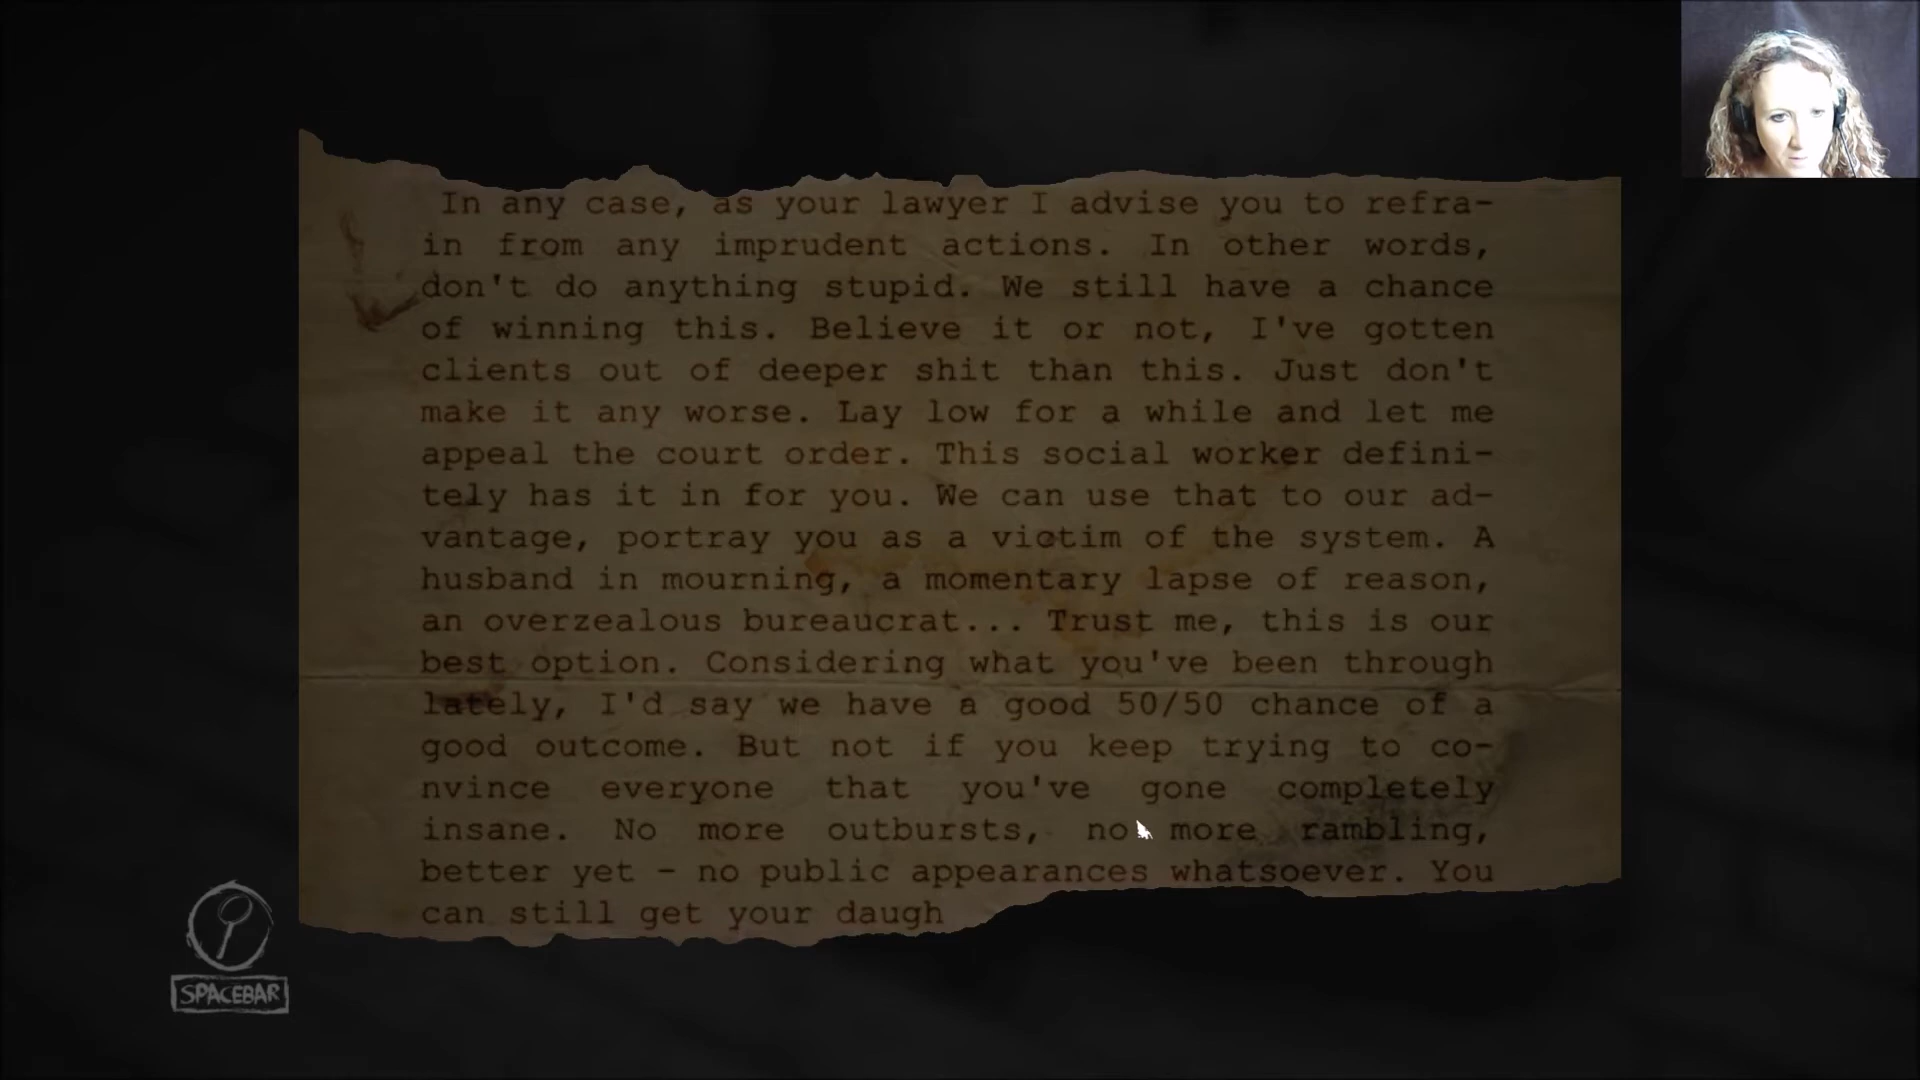 In any case, as your lawyer I advise you to refra-
in from any imprudent actions. In other words,
don't do anything stupid. We still have a chance
of winning this. Believe it or not, I've gotten
clients out of deeper shit than this. Just don't
make it any worse. Lay low for a while and let me
appeal the court order. This social worker defini-
tely has it in for you. We can use that to our ad-
vantage, portray you as a victim of the system. A
husband in mourning, a momentary lapse of reason,
an overzealous bureaucrat... Trust me, this is our
best option. Considering what you've been through
lately, I'd say we have a good 50/50 chance of a
good outcome. But not if you keep trying to co-
nvince everyone that you've gone completely
insane. No more outbursts, no more rambling,
better yet - no public appearances whatsoever. You
can still get your daugh
SPACEBAR